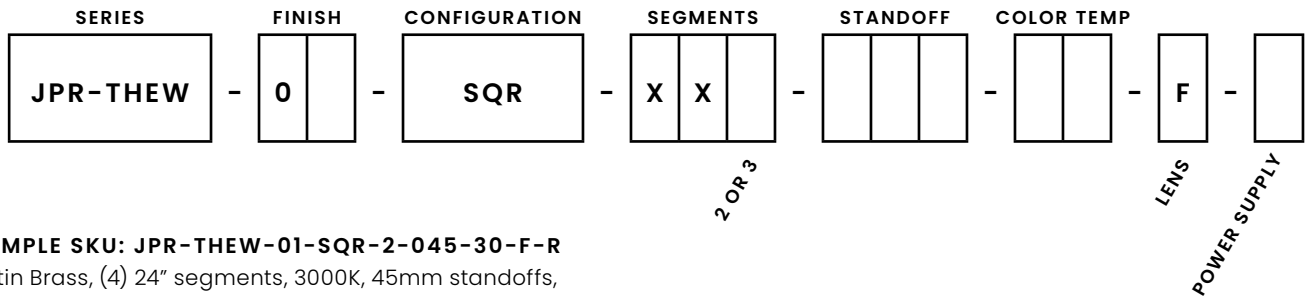 SERIES FINISH CONFIGURATION SEGMENTS STANDOFF COLOR TEMP
JPR-THEW - 0 - SQR - X X - - - F -
2 OR 3
LENS
POWER SUPPLY
MPLE SKU: JPR-THEW-01-SQR-2-045-30-F-R
tin Brass, (4) 24” segments, 3000K, 45mm standoffs,